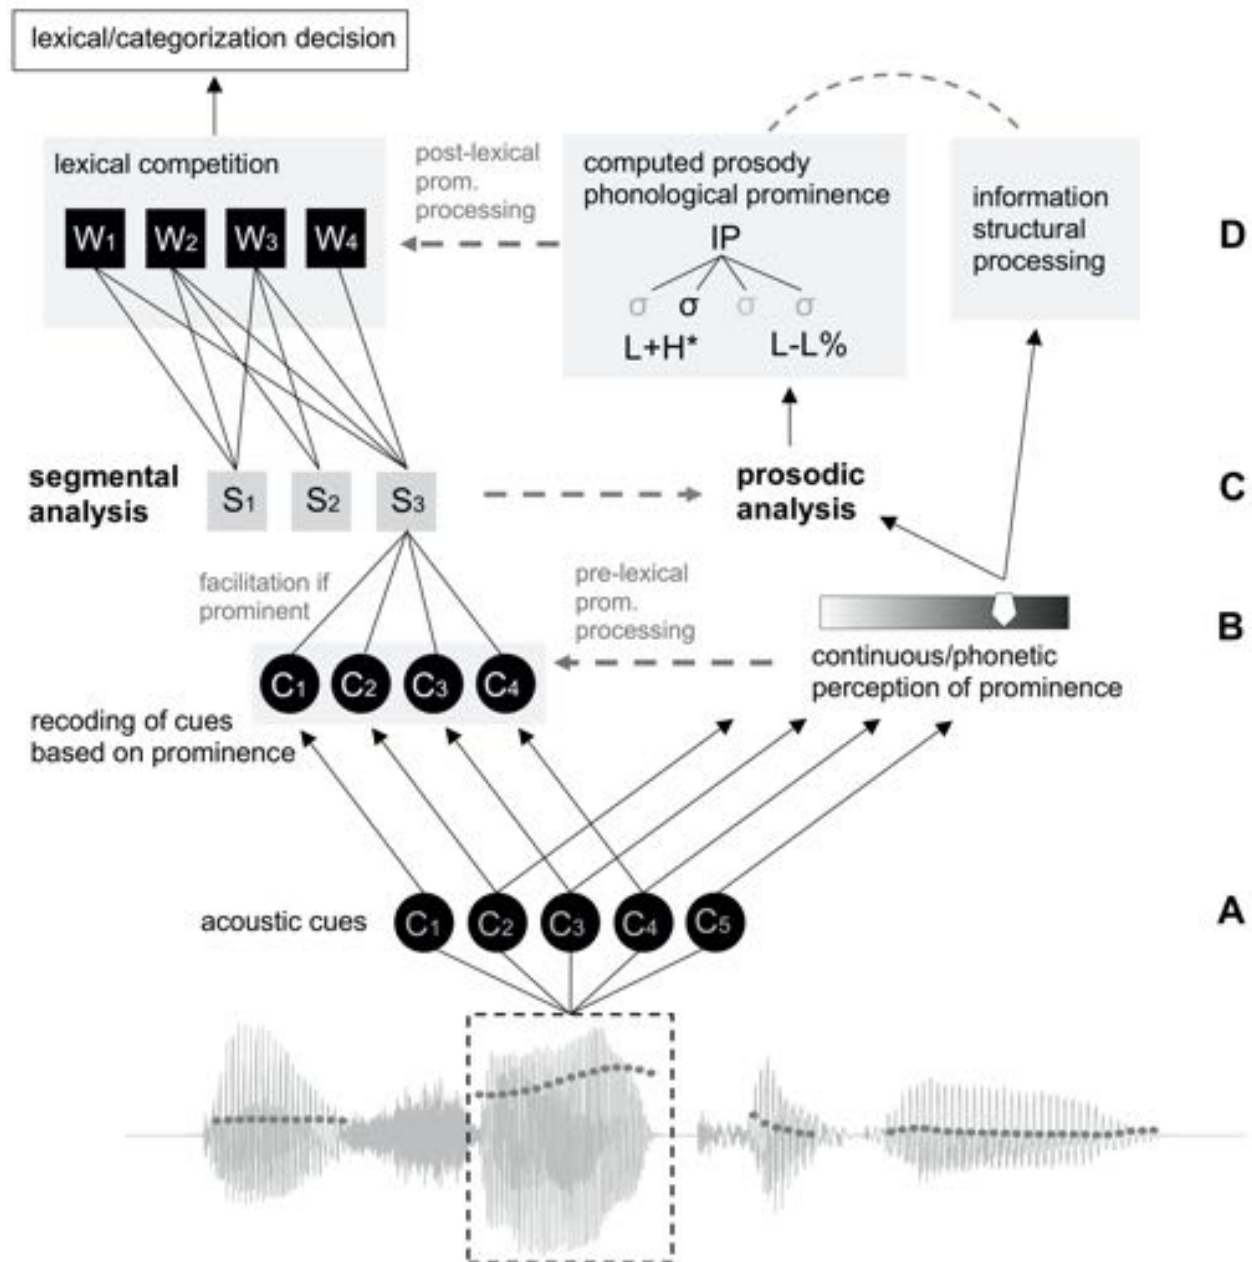 lexical/categorization decision
lexical competition
W1 W2 W3 W4
post-lexical
prom.
processing
computed prosody
phonological prominence
IP
σ σ σ σ
L+H* L-L%
information
structural
processing
D
segmental
analysis
S1 S2 S3
prosodic
analysis
C
facilitation if
prominent
pre-lexical
prom.
processing
B
C1 C2 C3 C4
continuous/phonetic
perception of prominence
recoding of cues
based on prominence
acoustic cues
C1 C2 C3 C4 C5
A